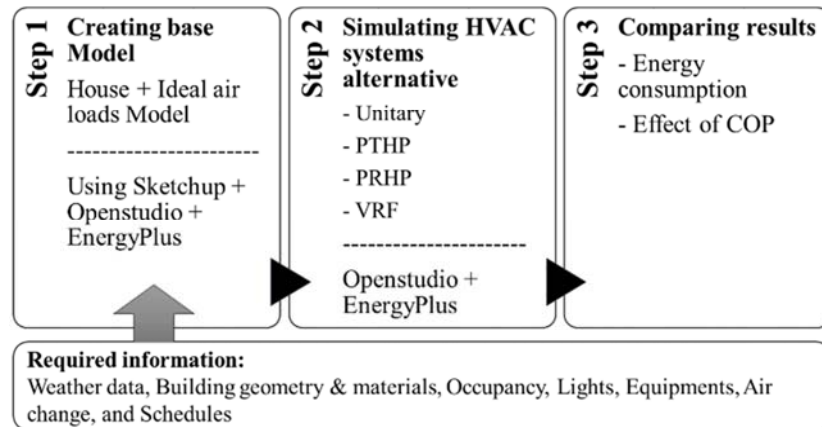 Step 1
Creating base
Model
House + Ideal air
loads Model
-----------------------
Using Sketchup +
Openstudio +
EnergyPlus
Step 2
Simulating HVAC
systems
alternative
- Unitary
- PTHP
- PRHP
- VRF
----------------------
Openstudio +
EnergyPlus
Step 3
Comparing results
- Energy
consumption
- Effect of COP
Required information:
Weather data, Building geometry & materials, Occupancy, Lights, Equipments, Air
change, and Schedules